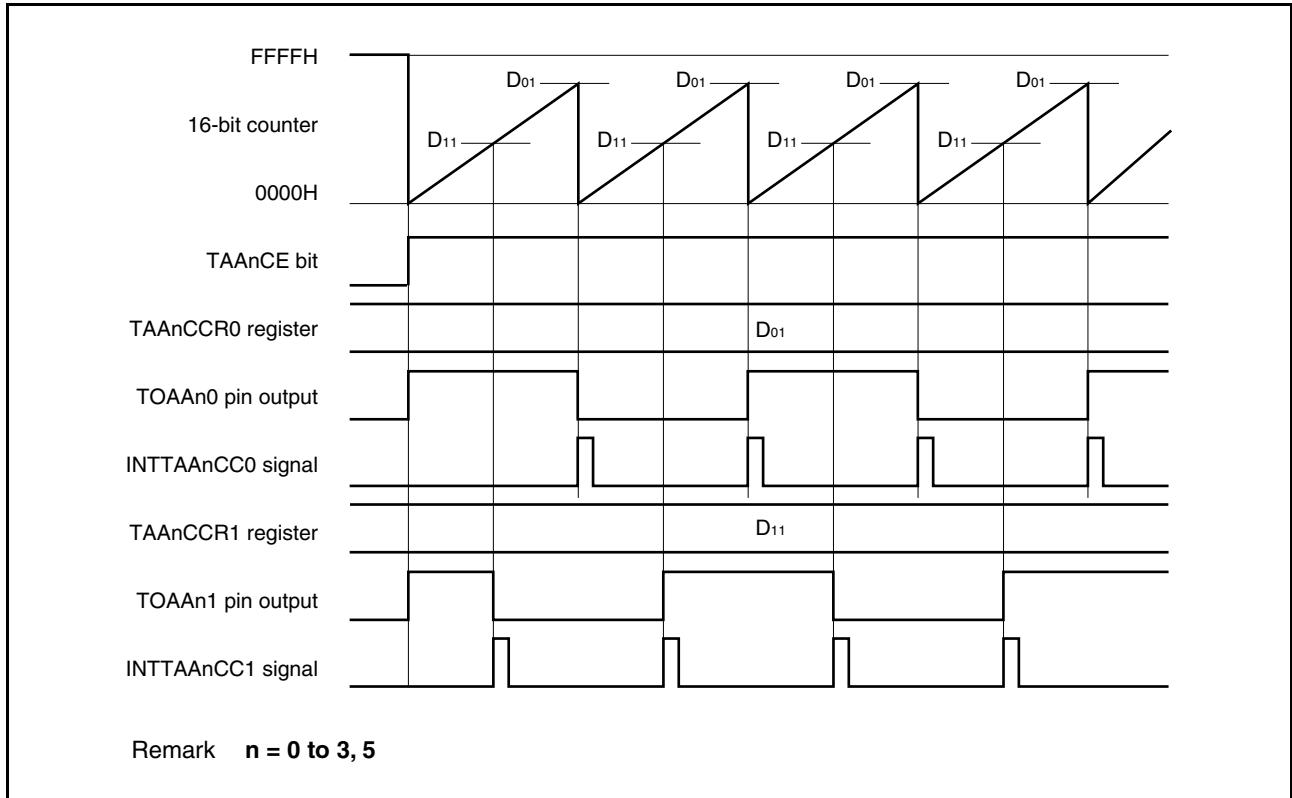 FFFFH
D01 D01 D01 D01
16-bit counter
D11 D11 D11 D11
0000H
TAAnCE bit
TAAnCCR0 register D01
TOAAn0 pin output
INTTAAnCC0 signal
TAAnCCR1 register D11
TOAAn1 pin output
INTTAAnCC1 signal
Remark n = 0 to 3, 5